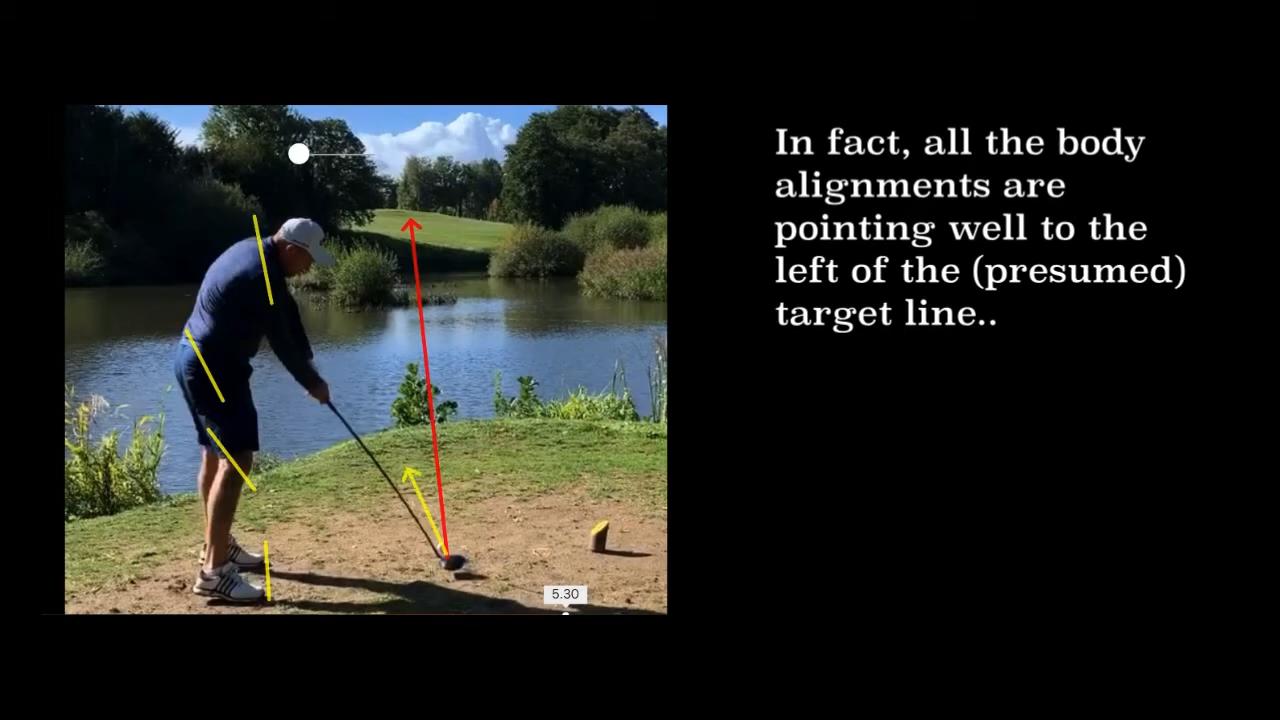 In fact, all the body
alignments are
pointing well to the
left of the (presumed)
target line..
5.30